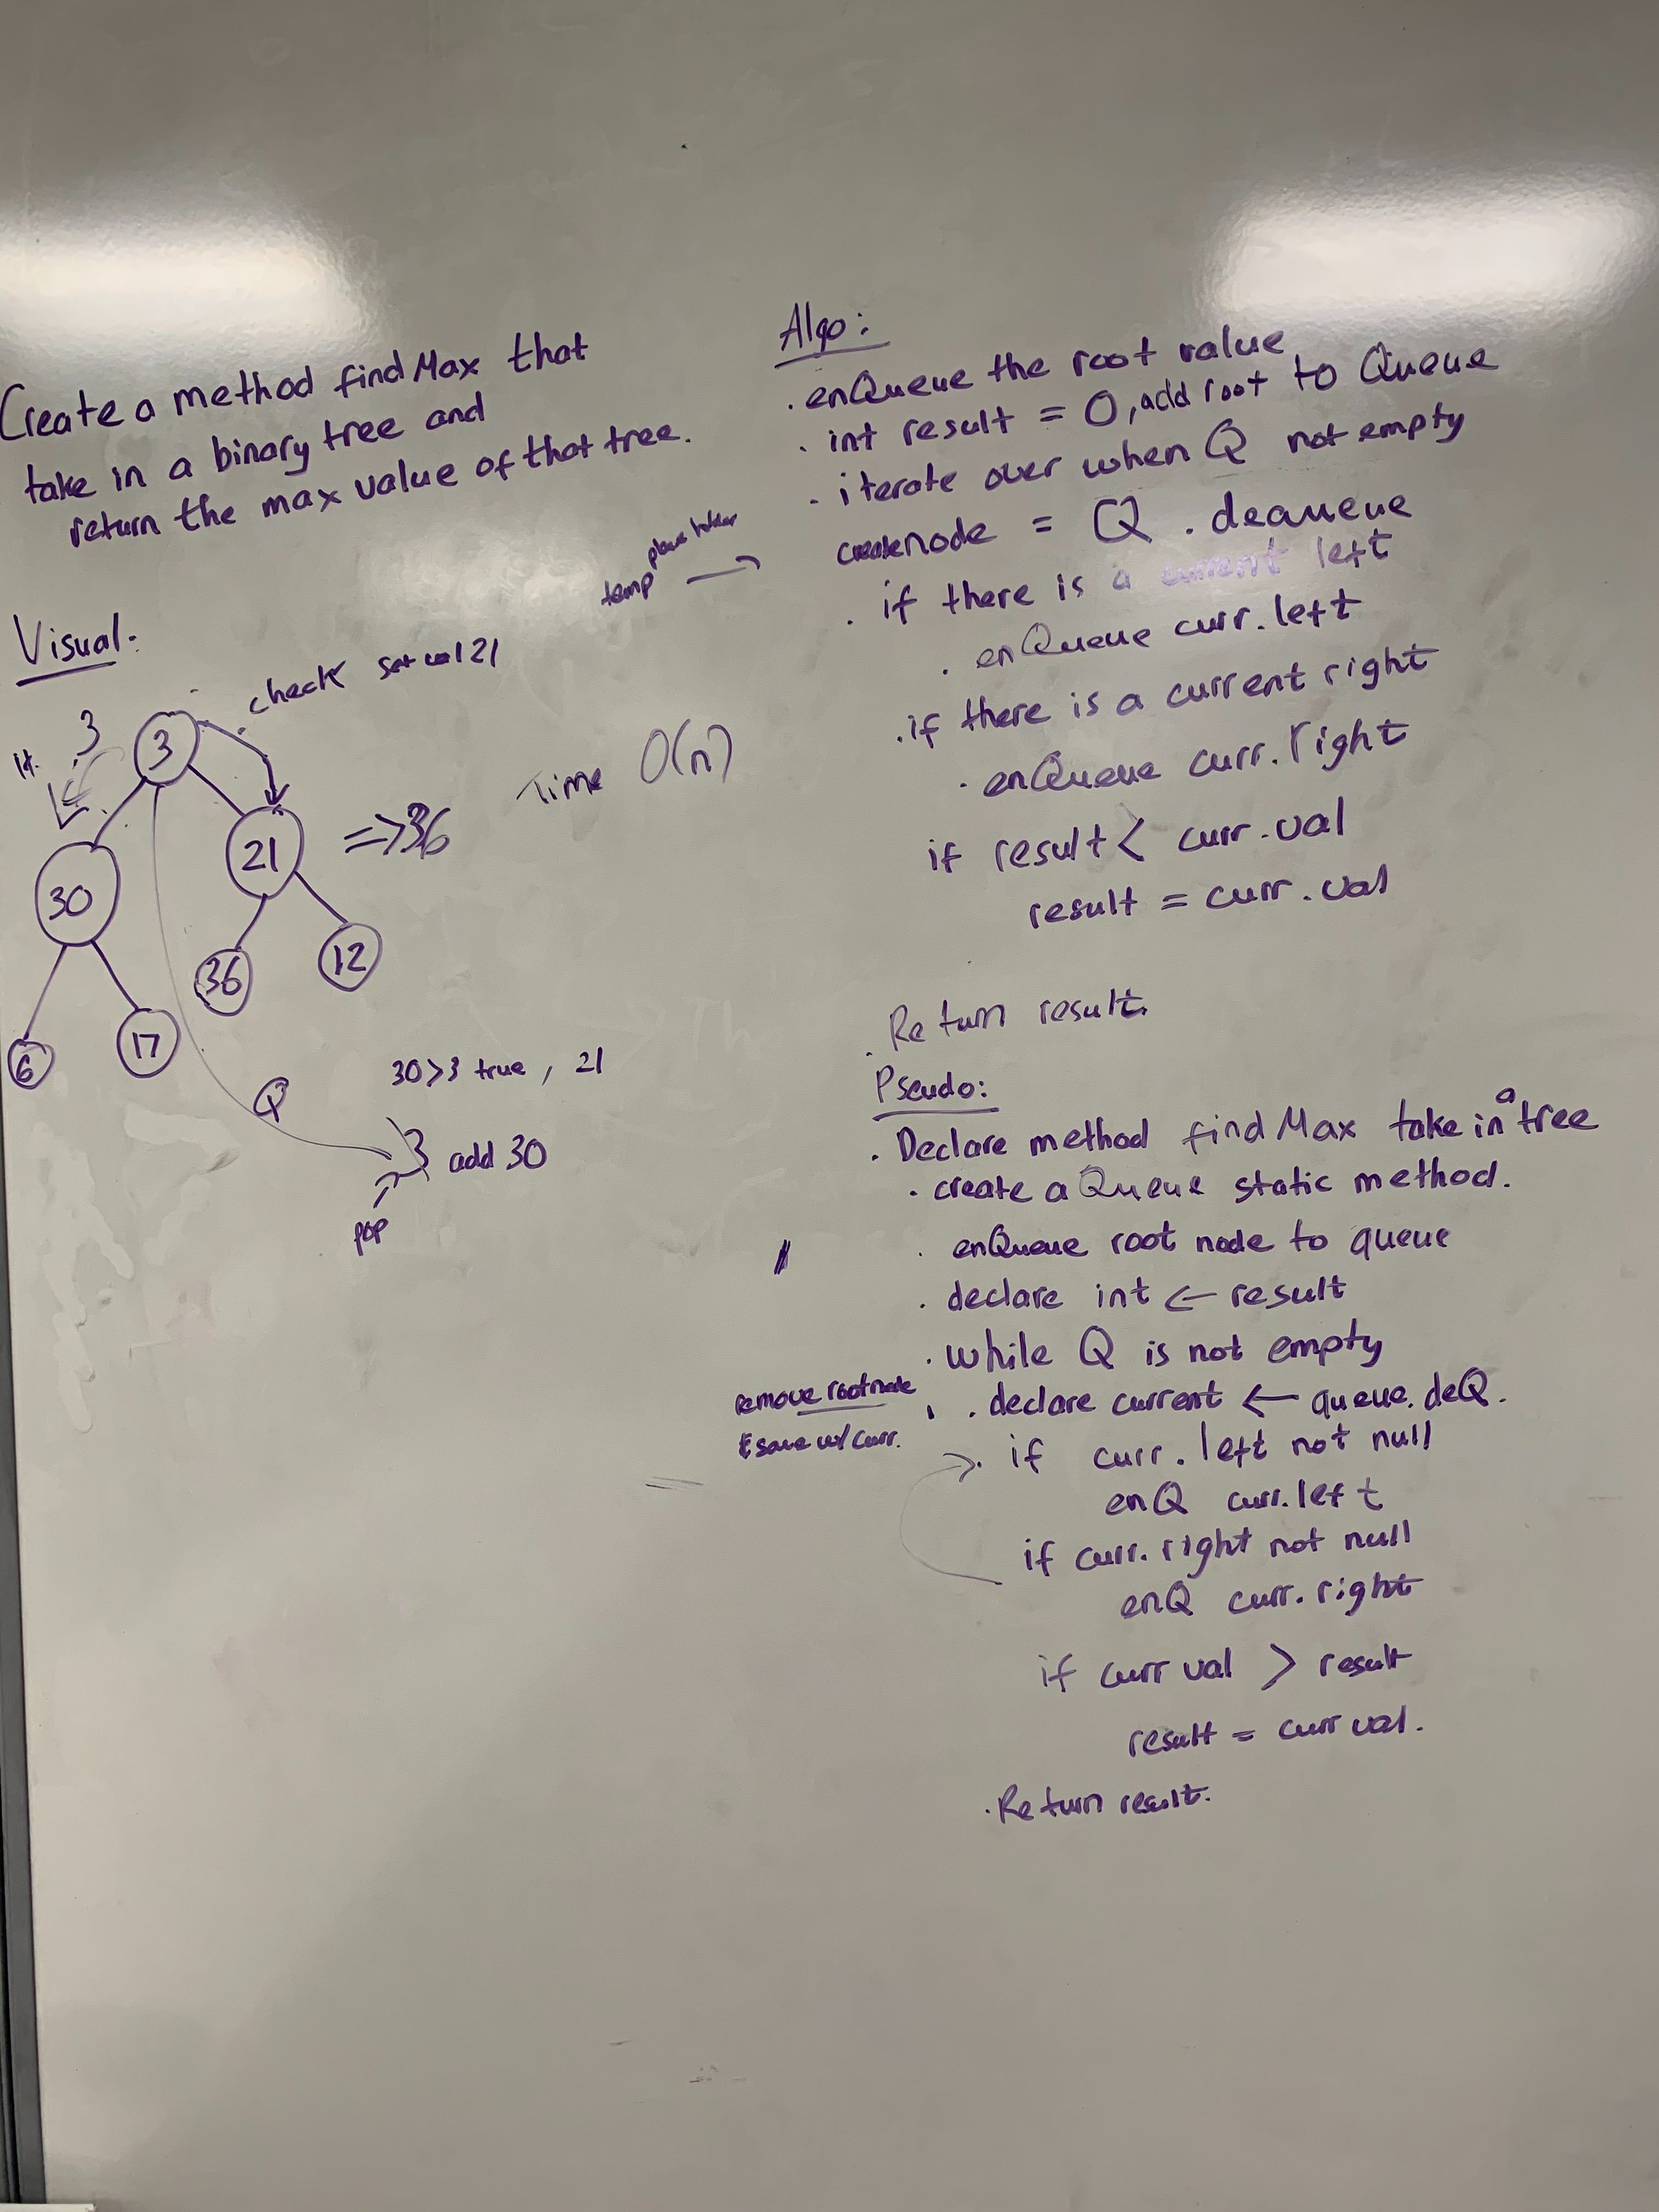 Create a method findMax that
take in a binary tree and
return the max value of that tree.
Visual:
check set val 21
3
3
30
21
=>36
Time O(n)
36
12
6
17
30>3 true, 21
Q
3 add 30
pop
Algo:
. enQueue the root value
. int result = 0, add root to Queue
. iterate over when Q not empty
temp place holder
create node = Q . dequeue
. if there is a current left
. enQueue curr. left
. if there is a current right
. enQueue curr. right
if result < curr.val
result = curr. val
. Return result.
Pseudo:
. Declare method findMax take in a tree
. create a Queue static method.
. enQueue root node to queue
. declare int <- result
. while Q is not empty
remove root node
& save w/ curr.
. declare current <- queue. deQ.
. if curr. left not null
enQ curr. left
if curr. right not null
enQ curr. right
if curr val > result
result = curr val.
. Return result.